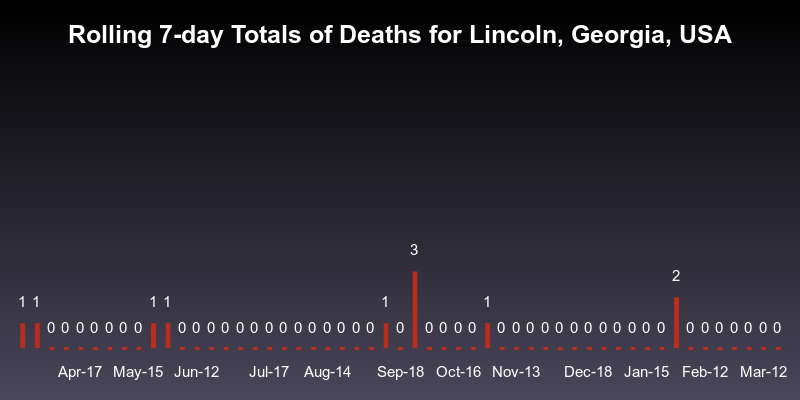 Rolling 7-day Totals of Deaths for Lincoln, Georgia, USA
3
2
1 1 1 1 1 1
0 0 0 0 0 0 0 0 0 0 0 0 0 0 0 0 0 0 0 0 0 0 0 0 0 0 0 0 0 0 0 0 0 0 0 0 0 0 0 0 0 0 0 0 0
Apr-17 May-15 Jun-12 Jul-17 Aug-14 Sep-18 Oct-16 Nov-13 Dec-18 Jan-15 Feb-12 Mar-12